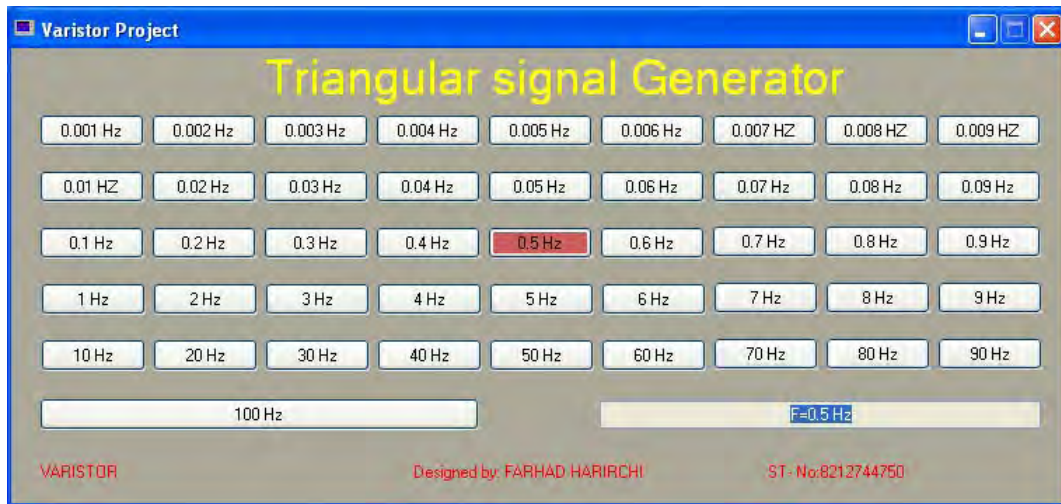 Varistor Project
Triangular signal Generator
0.001 Hz 0.002 Hz 0.003 Hz 0.004 Hz 0.005 Hz 0.006 Hz 0.007 HZ 0.008 HZ 0.009 HZ
0.01 HZ 0.02 Hz 0.03 Hz 0.04 Hz 0.05 Hz 0.06 Hz 0.07 Hz 0.08 Hz 0.09 Hz
0.1 Hz 0.2 Hz 0.3 Hz 0.4 Hz 0.5 Hz 0.6 Hz 0.7 Hz 0.8 Hz 0.9 Hz
1 Hz 2 Hz 3 Hz 4 Hz 5 Hz 6 Hz 7 Hz 8 Hz 9 Hz
10 Hz 20 Hz 30 Hz 40 Hz 50 Hz 60 Hz 70 Hz 80 Hz 90 Hz
100 Hz F=0.5 Hz
VARISTOR Designed by: FARHAD HARIRCHI ST- No:8212744750